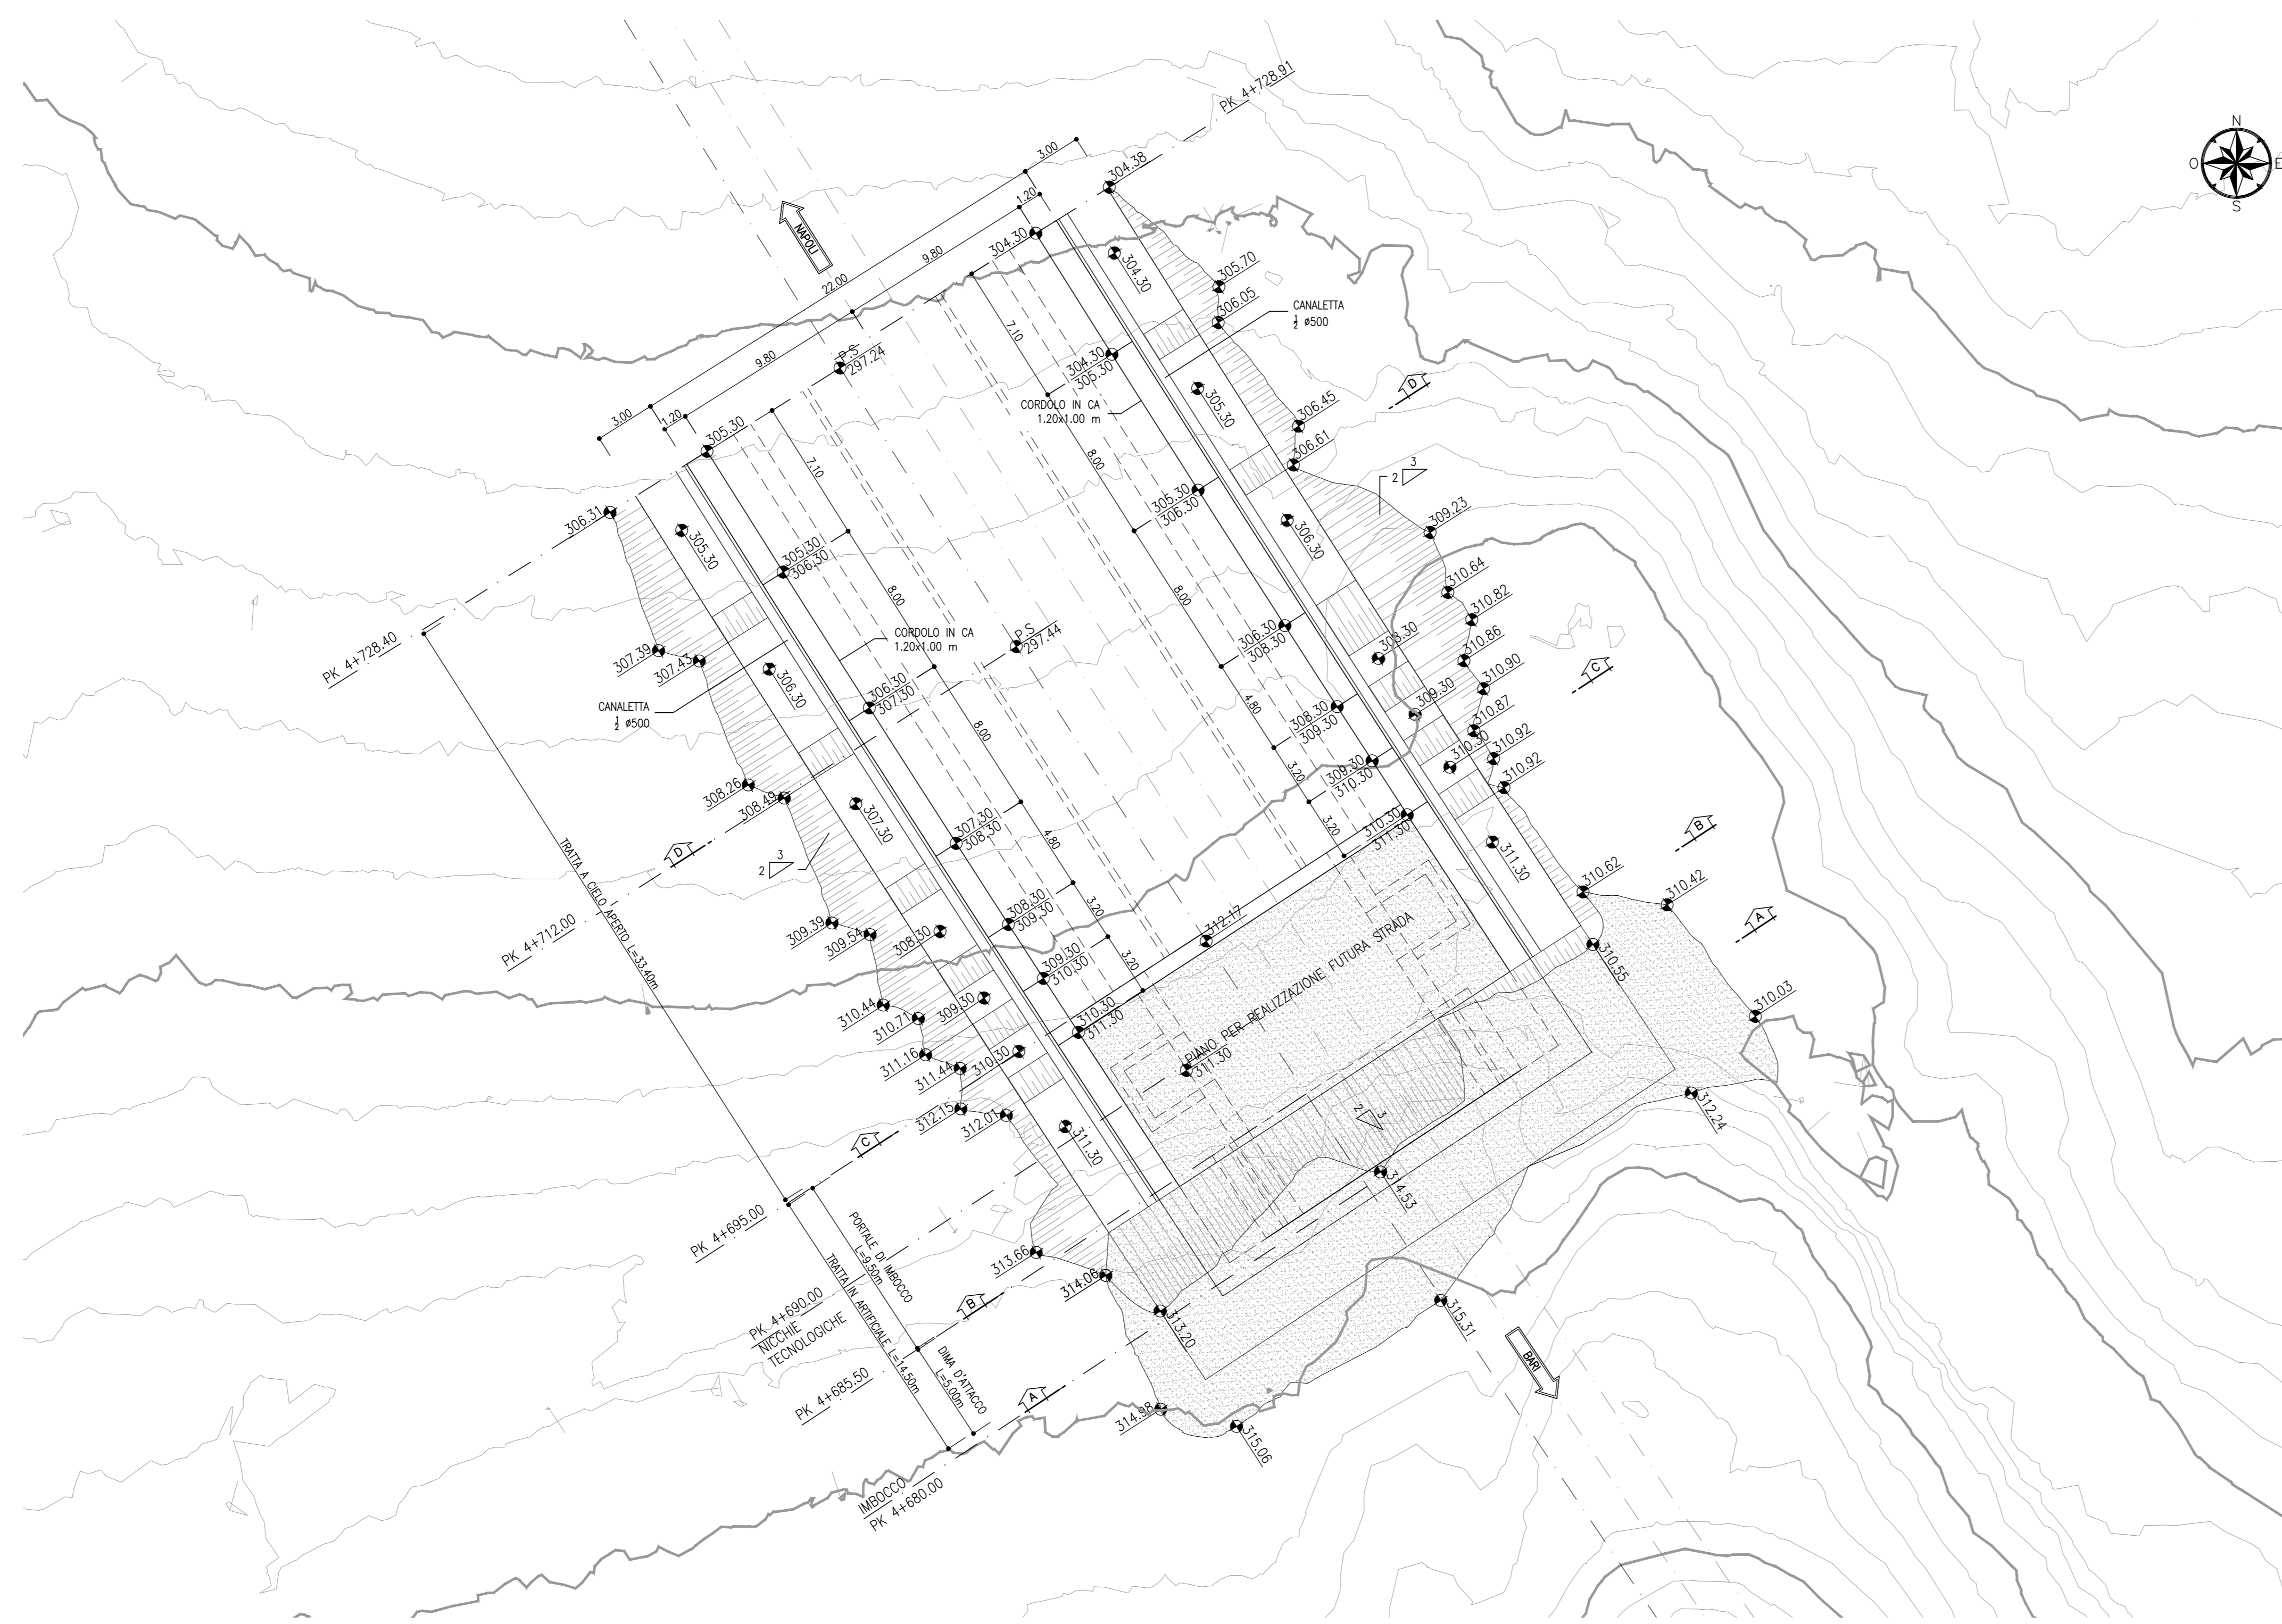 PK 4+728.91
N
O
E
S
3.00
304.38
1.20
NAPOLI
304.30
9.80
22.00
304.30
305.70
306.05
CANALETTA
½ ø500
7.10
9.80
P.S
297.24
304.30
305.30
D
3.00
1.20
CORDOLO IN CA
1.20x1.00 m
305.30
306.45
305.30
306.61
7.10
8.00
3
2
306.31
305.30
305.30
306.30
305.30
306.30
306.30
309.23
8.00
8.00
310.64
310.82
PK 4+728.40
307.39
307.43
CORDOLO IN CA
1.20x1.00 m
P.S
297.44
306.30
308.30
308.30
310.86
C
306.30
CANALETTA
½ ø500
306.30
307.30
4.80
308.30
309.30
309.30
310.90
310.87
8.00
308.26
308.49
3.20
309.30
310.30
310.30
310.92
310.92
307.30
307.30
308.30
3.20
310.30
311.30
B
D
3
2
4.80
311.30
TRATTA A CIELO APERTO L=33.40m
309.39
309.54
308.30
308.30
309.30
3.20
312.17
310.62
310.42
A
PK 4+712.00
PIANO PER REALIZZAZIONE FUTURA STRADA
311.30
310.55
309.30
310.30
3.20
310.44
310.71
309.30
310.03
310.30
311.30
311.16
311.44
310.30
312.15
312.01
311.30
2
3
312.24
C
314.53
PK 4+695.00
PORTALE DI IMBOCCO
L=9.50m
313.66
314.06
TRATTA IN ARTIFICIALE L=14.50m
PK 4+690.00
NICCHIE
TECNOLOGICHE
B
313.20
315.31
BARI
DIMA D'ATTACCO
L=5.00m
PK 4+685.50
A
314.98
315.06
IMBOCCO
PK 4+680.00